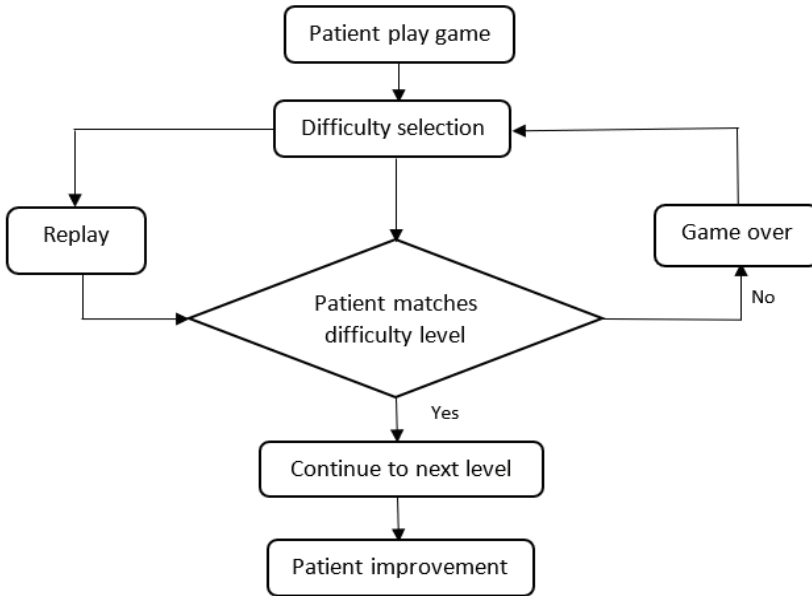 Patient play game
Difficulty selection
Replay
Game over
Patient matches
difficulty level
No
Yes
Continue to next level
Patient improvement